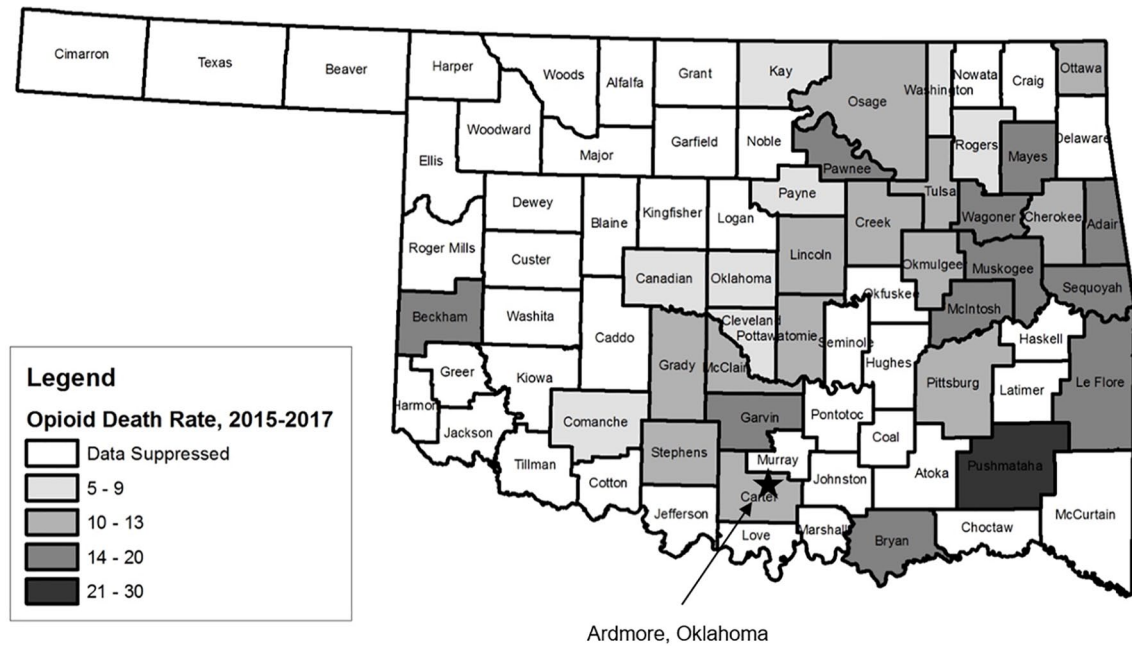 Cimarron
Texas
Beaver
Harper
Woods
Alfalfa
Grant
Kay
Osage
Washington
Nowata
Craig
Ottawa
Ellis
Woodward
Major
Garfield
Noble
Pawnee
Rogers
Mayes
Delaware
Roger Mills
Dewey
Blaine
Kingfisher
Logan
Payne
Creek
Tulsa
Wagoner
Cherokee
Adair
Custer
Canadian
Oklahoma
Lincoln
Okmulgee
Muskogee
Sequoyah
Beckham
Washita
Caddo
Grady
Cleveland
Pottawatomie
McClain
Seminole
Okfuskee
Hughes
McIntosh
Haskell
Pittsburg
Latimer
Le Flore
Harmon
Greer
Kiowa
Jackson
Comanche
Tillman
Cotton
Stephens
Garvin
Murray
Pontotoc
Coal
Atoka
Pushmataha
McCurtain
Jefferson
Carter
Johnston
Love
Marshall
Bryan
Choctaw
Legend
Opioid Death Rate, 2015-2017
Data Suppressed
5 - 9
10 - 13
14 - 20
21 - 30
Ardmore, Oklahoma